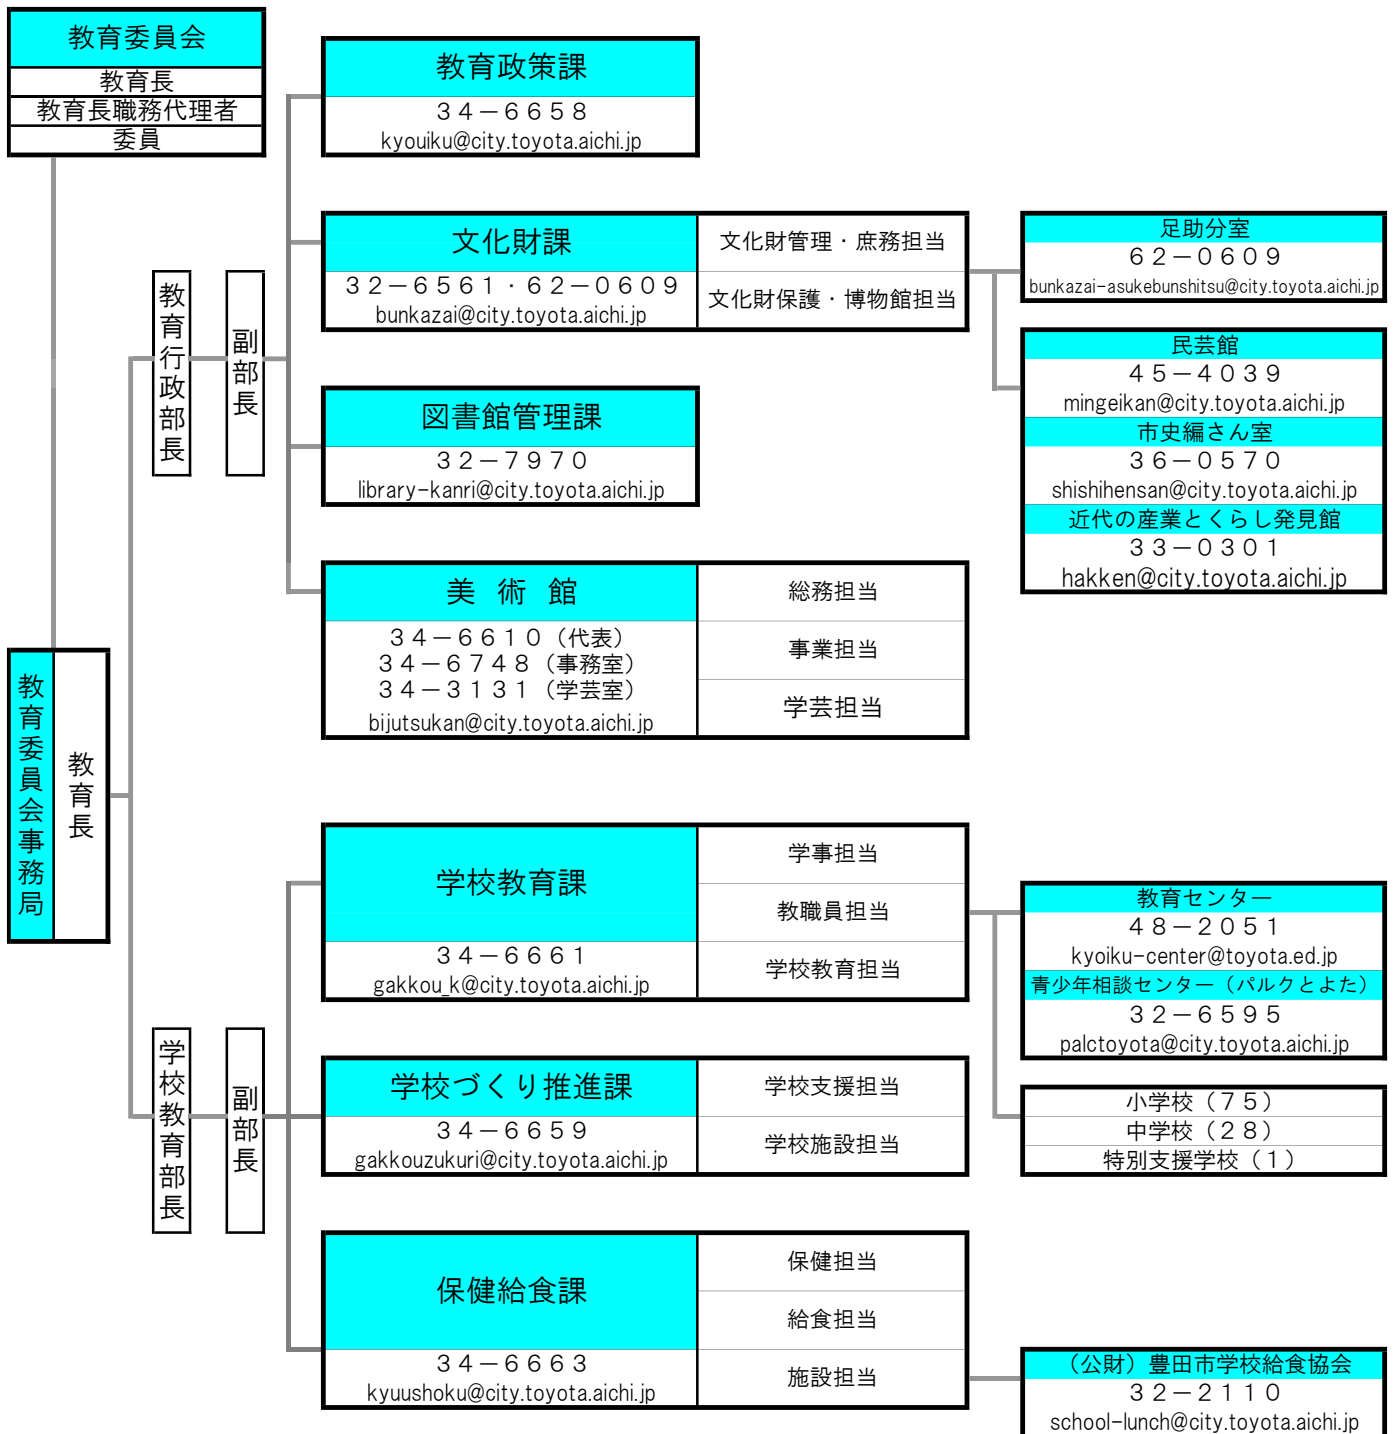 教育委員会
教育長
教育長職務代理者
委員
教育政策課
３４－６６５８
kyouiku@city.toyota.aichi.jp
文化財課
３２－６５６１・６２－０６０９
bunkazai@city.toyota.aichi.jp
文化財管理・庶務担当
文化財保護・博物館担当
足助分室
６２－０６０９
bunkazai-asukebunshitsu@city.toyota.aichi.jp
民芸館
４５－４０３９
mingeikan@city.toyota.aichi.jp
市史編さん室
３６－０５７０
shishihensan@city.toyota.aichi.jp
近代の産業とくらし発見館
３３－０３０１
hakken@city.toyota.aichi.jp
教育行政部長
副部長
図書館管理課
３２－７９７０
library-kanri@city.toyota.aichi.jp
美　術　館
３４－６６１０（代表）
３４－６７４８（事務室）
３４－３１３１（学芸室）
bijutsukan@city.toyota.aichi.jp
総務担当
事業担当
学芸担当
教育委員会事務局
教育長
学校教育課
３４－６６６１
gakkou_k@city.toyota.aichi.jp
学事担当
教職員担当
学校教育担当
教育センター
４８－２０５１
kyoiku-center@toyota.ed.jp
青少年相談センター（パルクとよた）
３２－６５９５
palctoyota@city.toyota.aichi.jp
小学校（７５）
中学校（２８）
特別支援学校（１）
学校教育部長
副部長
学校づくり推進課
３４－６６５９
gakkouzukuri@city.toyota.aichi.jp
学校支援担当
学校施設担当
保健給食課
３４－６６６３
kyuushoku@city.toyota.aichi.jp
保健担当
給食担当
施設担当
（公財）豊田市学校給食協会
３２－２１１０
school-lunch@city.toyota.aichi.jp